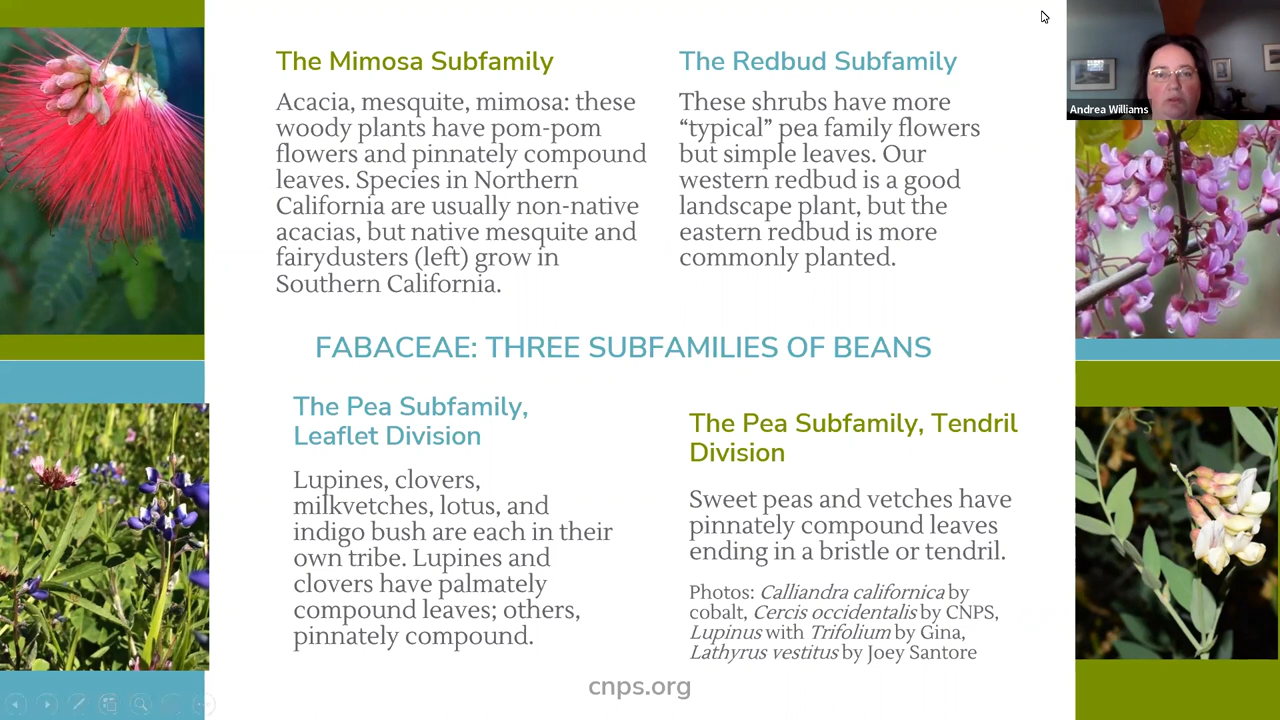 The Mimosa Subfamily
Acacia, mesquite, mimosa: these
woody plants have pom-pom
flowers and pinnately compound
leaves. Species in Northern
California are usually non-native
acacias, but native mesquite and
fairydusters (left) grow in
Southern California.
The Redbud Subfamily
These shrubs have more
“typical” pea family flowers
but simple leaves. Our
western redbud is a good
landscape plant, but the
eastern redbud is more
commonly planted.
Andrea Williams
FABACEAE: THREE SUBFAMILIES OF BEANS
The Pea Subfamily,
Leaflet Division
Lupines, clovers,
milkvetches, lotus, and
indigo bush are each in their
own tribe. Lupines and
clovers have palmately
compound leaves; others,
pinnately compound.
The Pea Subfamily, Tendril
Division
Sweet peas and vetches have
pinnately compound leaves
ending in a bristle or tendril.
Photos: Calliandra californica by
cobalt, Cercis occidentalis by CNPS,
Lupinus with Trifolium by Gina,
Lathyrus vestitus by Joey Santore
cnps.org